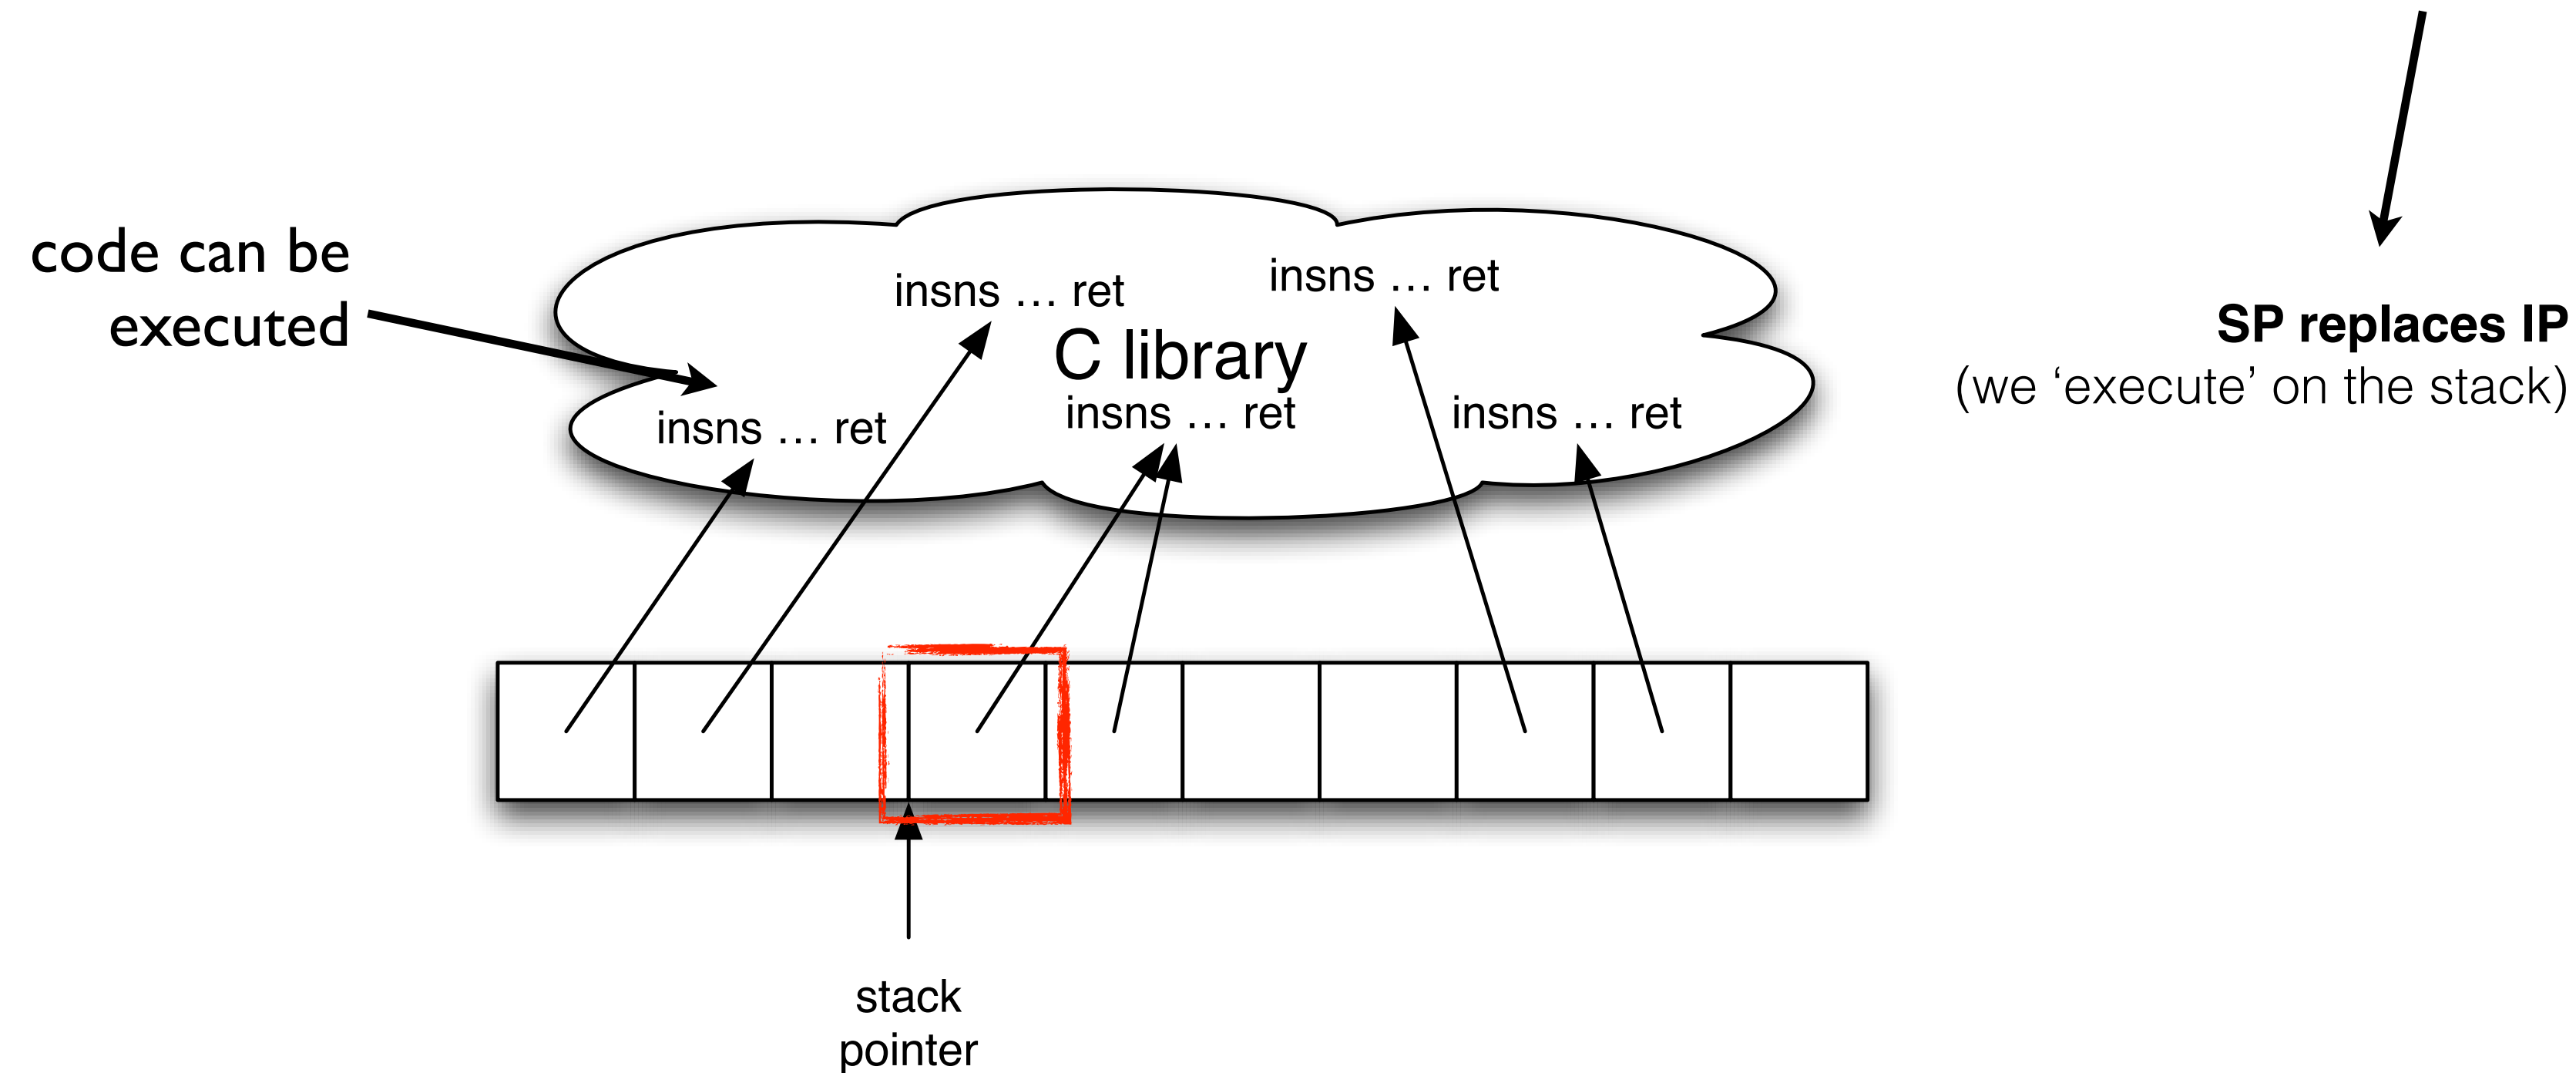 code can be
executed
insns … ret
insns … ret
C library
insns … ret
insns … ret
insns … ret
SP replaces IP
(we ‘execute’ on the stack)
stack
pointer